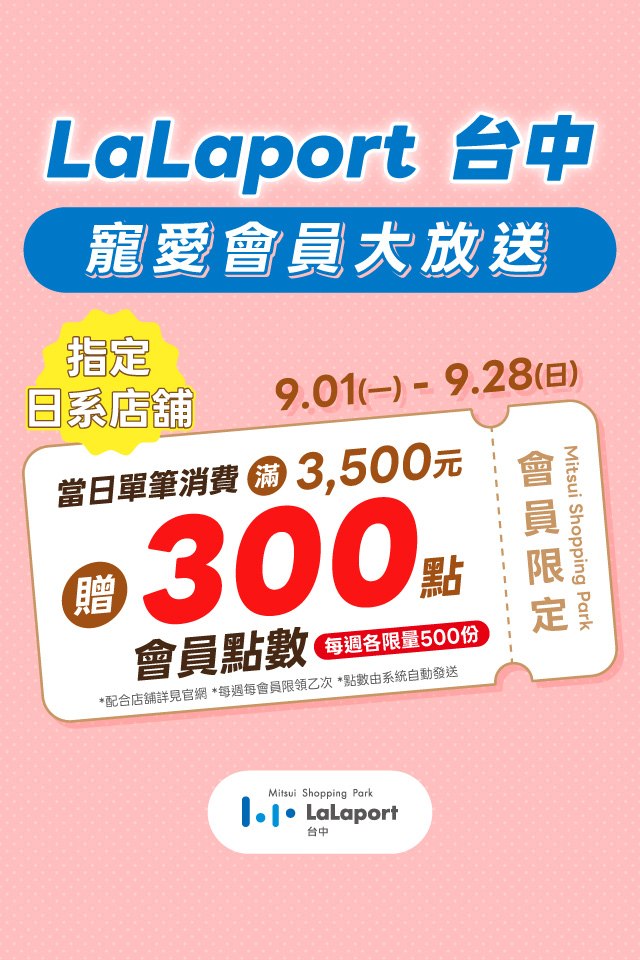 LaLaport 台中
寵愛會員大放送
指定
日系店舖
9.01(一) - 9.28(日)
當日單筆消費 滿 3,500元
贈 300 點
會員點數 每週各限量500份
*配合店舖詳見官網 *每週每會員限領乙次 *點數由系統自動發送
會員限定
Mitsui Shopping Park
Mitsui Shopping Park
LaLaport
台中